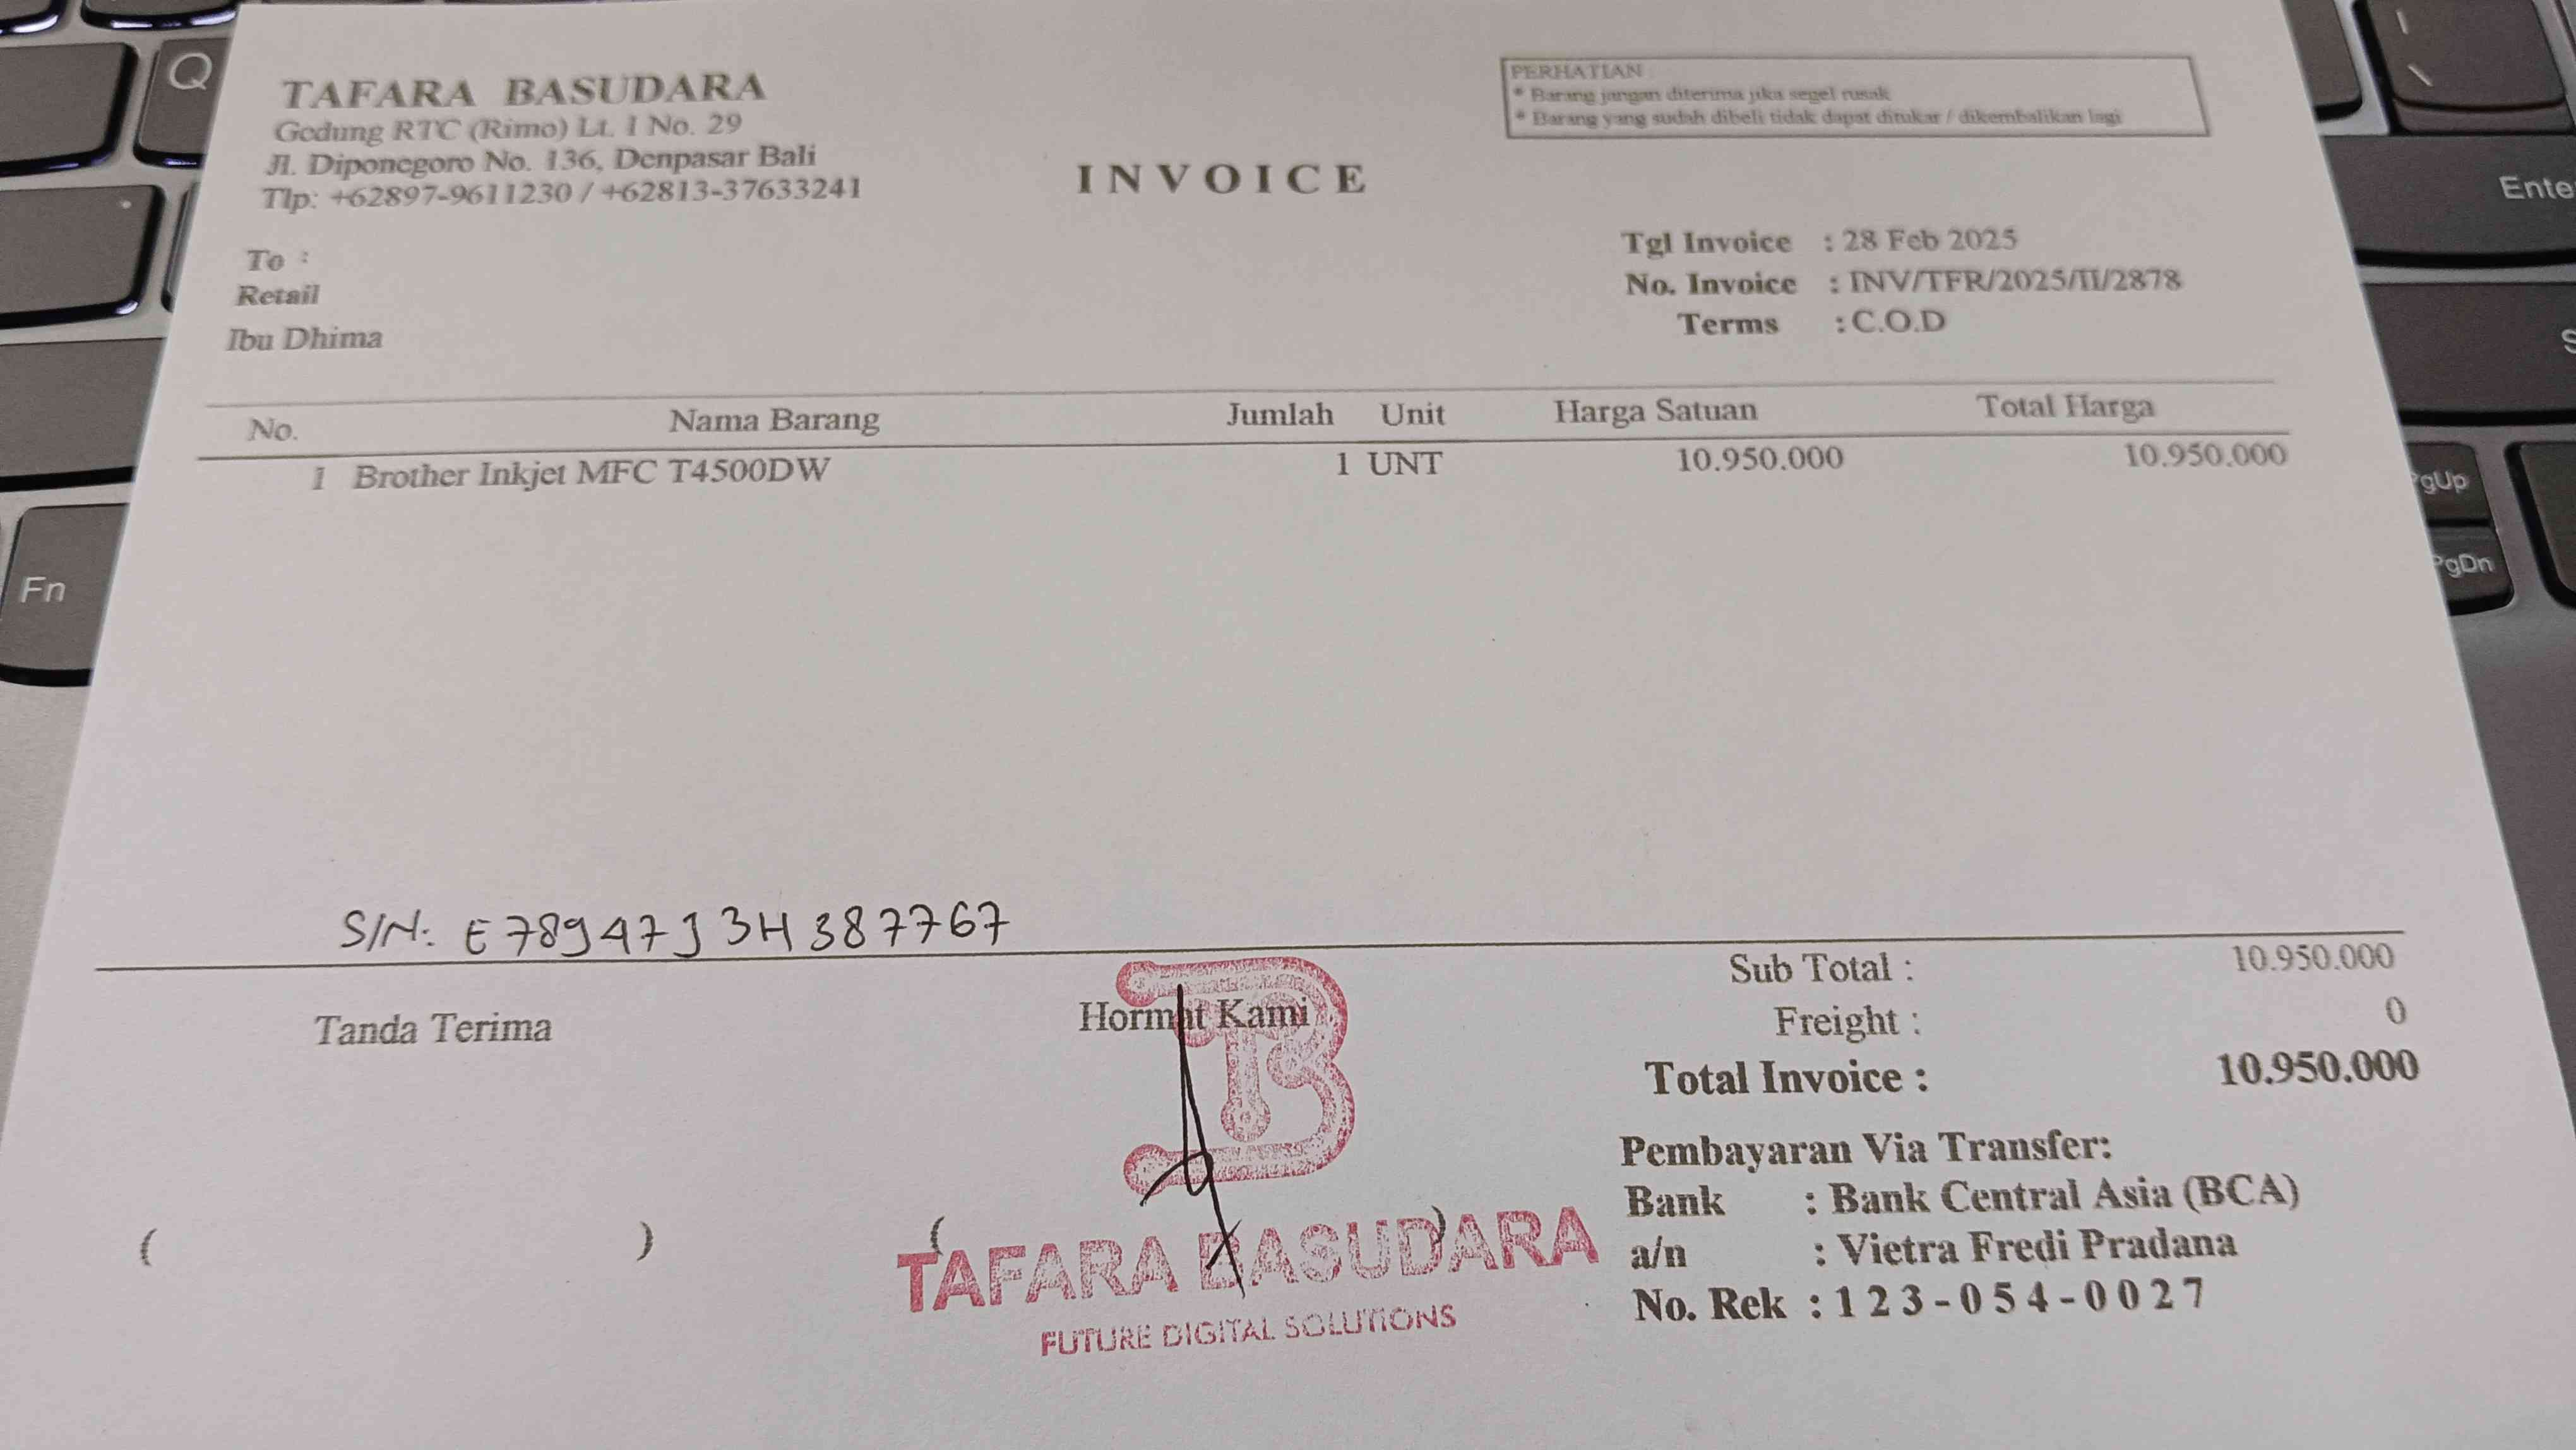 TAFARA BASUDARA
Gedung RTC (Rimo) Lt. 1 No. 29
Jl. Diponegoro No. 136, Denpasar Bali
Tlp: +62897-9611230 / +62813-37633241
PERHATIAN
* Barang jangan diterima jika segel rusak
* Barang yang sudah dibeli tidak dapat ditukar / dikembalikan lagi
INVOICE
To :
Retail
Ibu Dhima
Tgl Invoice : 28 Feb 2025
No. Invoice : INV/TFR/2025/II/2878
Terms : C.O.D
No. Nama Barang Jumlah Unit Harga Satuan Total Harga
1 Brother Inkjet MFC T4500DW 1 UNT 10.950.000 10.950.000
S/N: E78947J3H387767
Sub Total : 10.950.000
Freight : 0
Total Invoice : 10.950.000
Tanda Terima
Hormat Kami
( )
( )
TB
TAFARA BASUDARA
FUTURE DIGITAL SOLUTIONS
Pembayaran Via Transfer:
Bank : Bank Central Asia (BCA)
a/n : Vietra Fredi Pradana
No. Rek : 123-054-0027
Q
Fn
Ente
PgUp
PgDn
S
\